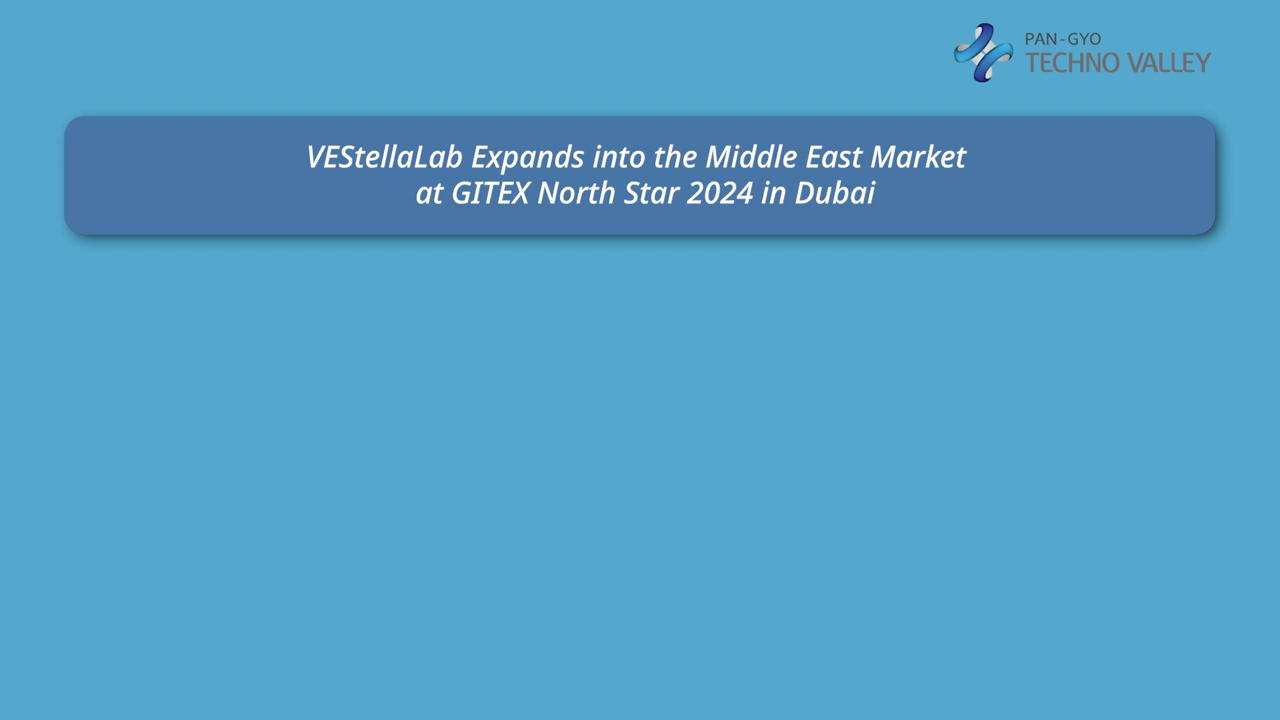 PAN-GYO
TECHNO VALLEY
VEStellaLab Expands into the Middle East Market
at GITEX North Star 2024 in Dubai